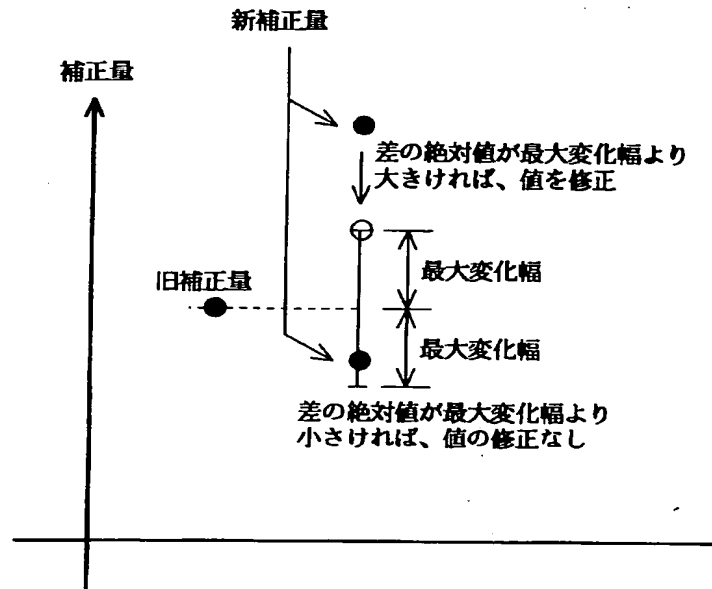 新補正量
補正量
差の絶対値が最大変化幅より
大きければ、値を修正
最大変化幅
旧補正量
最大変化幅
差の絶対値が最大変化幅より
小さければ、値の修正なし